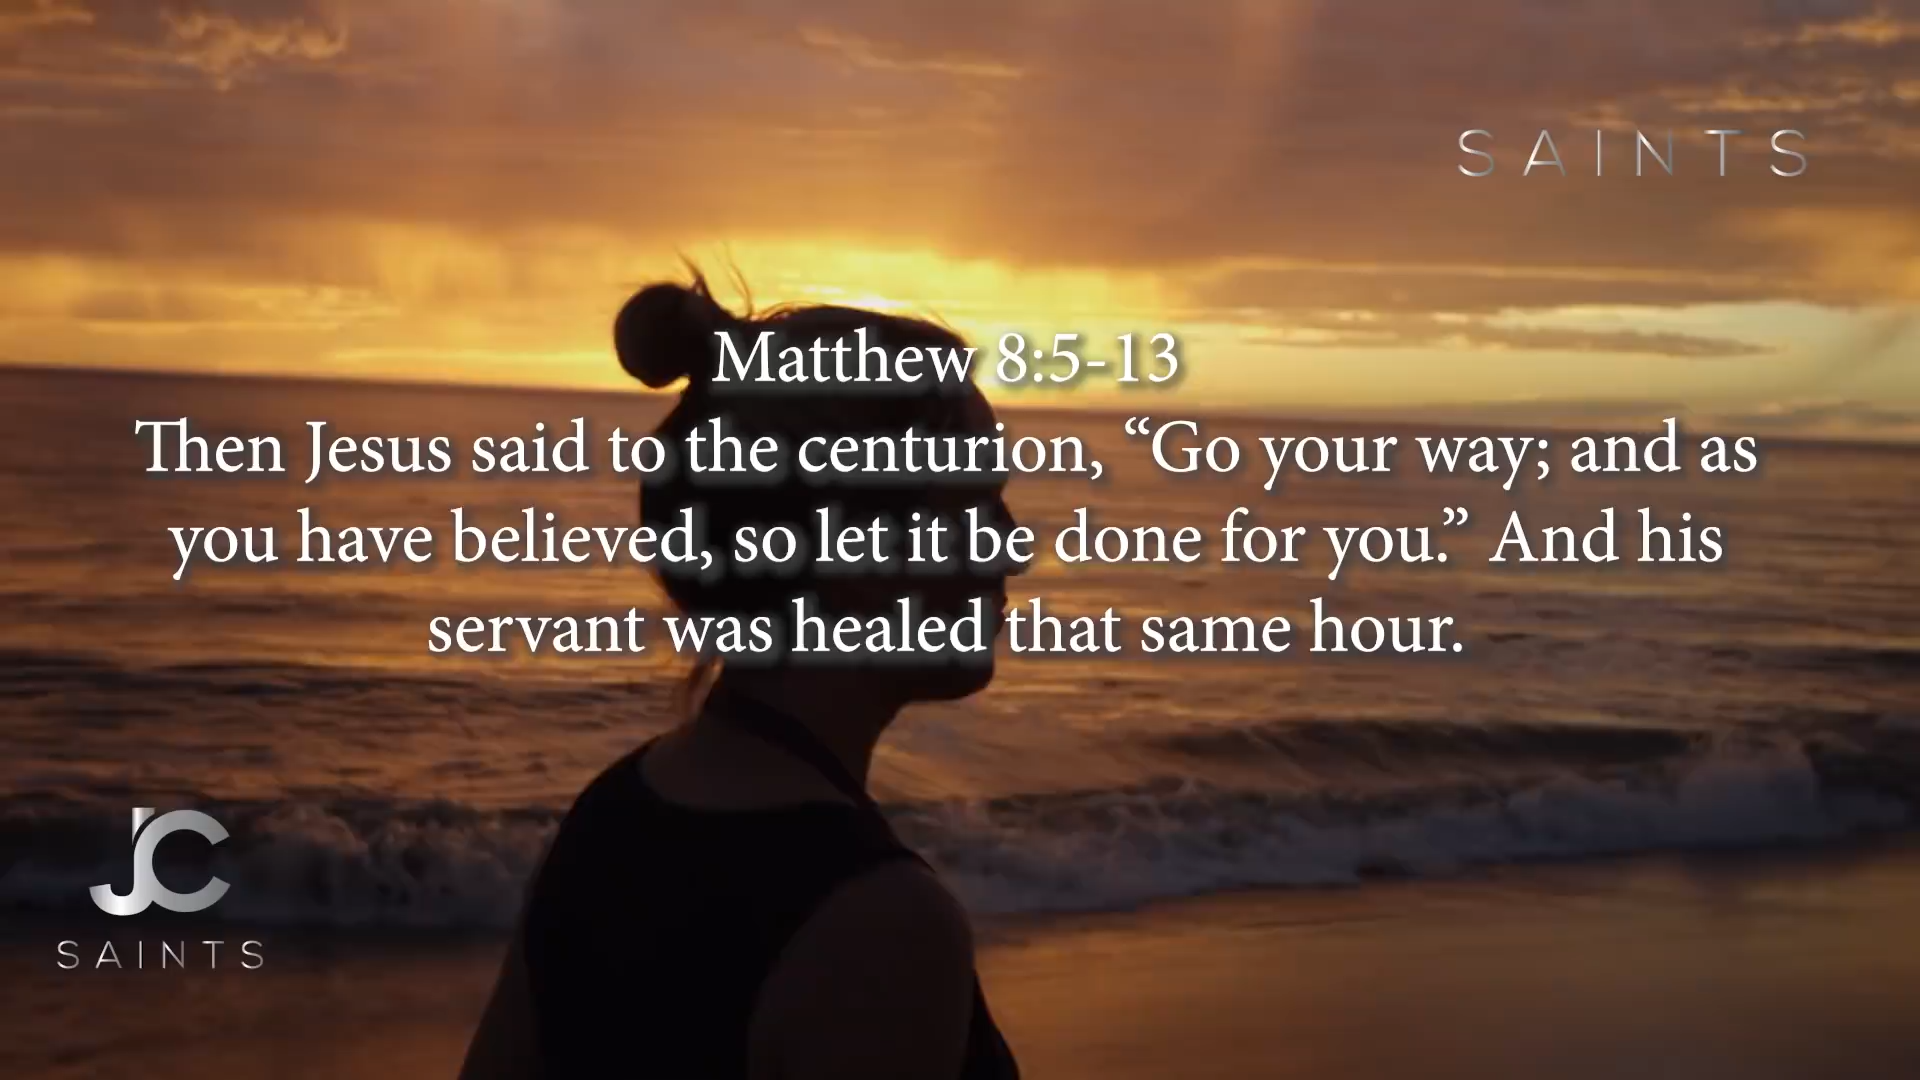 SAINTS
Matthew 8:5-13
Then Jesus said to the centurion, “Go your way; and as
you have believed, so let it be done for you.” And his
servant was healed that same hour.
JC
SAINTS